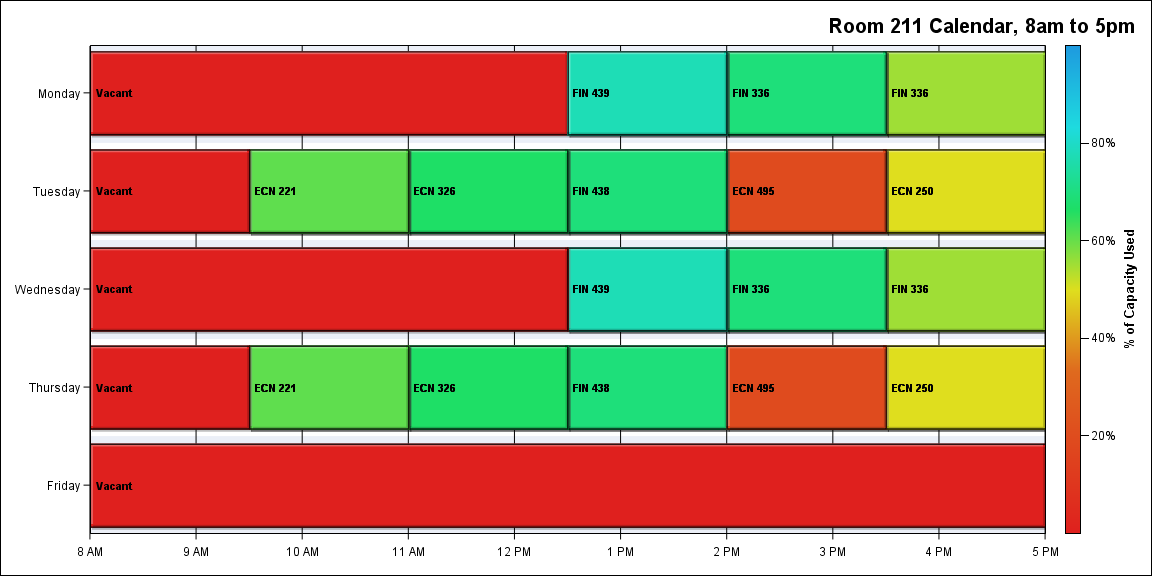 Room 211 Calendar, 8am to 5pm
Monday
Vacant
FIN 439
FIN 336
FIN 336
Tuesday
Vacant
ECN 221
ECN 326
FIN 438
ECN 495
ECN 250
Wednesday
Vacant
FIN 439
FIN 336
FIN 336
Thursday
Vacant
ECN 221
ECN 326
FIN 438
ECN 495
ECN 250
Friday
Vacant
8 AM
9 AM
10 AM
11 AM
12 PM
1 PM
2 PM
3 PM
4 PM
5 PM
80%
60%
40%
20%
% of Capacity Used